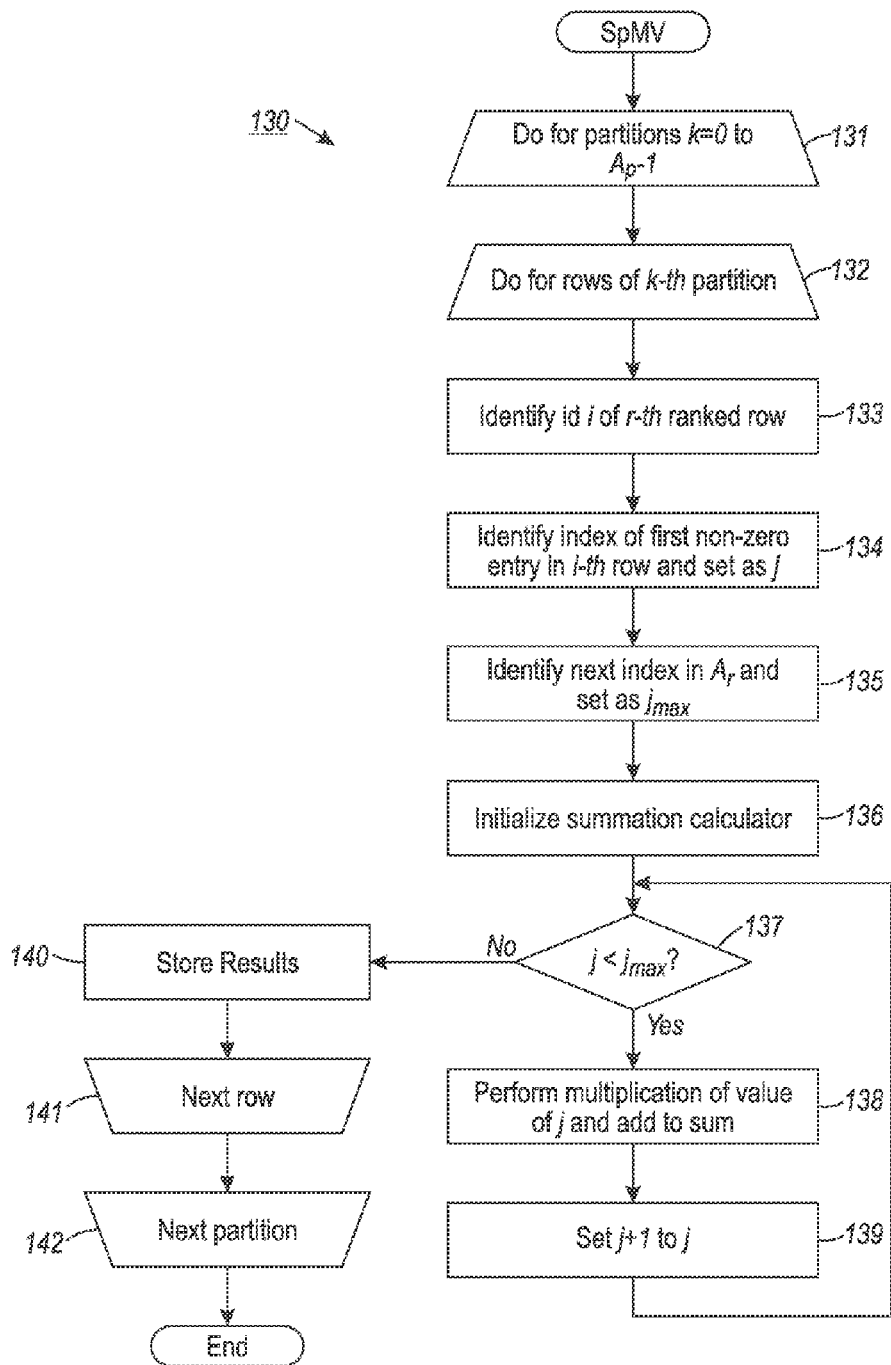 SpMV
130
Do for partitions k=0 to
Ap-1
131
Do for rows of k-th partition
132
Identify id i of r-th ranked row
133
Identify index of first non-zero
entry in i-th row and set as j
134
Identify next index in Ar and
set as jmax
135
Initialize summation calculator
136
j < jmax?
137
No
Yes
140
Store Results
Perform multiplication of value
of j and add to sum
138
141
Next row
Set j+1 to j
139
142
Next partition
End